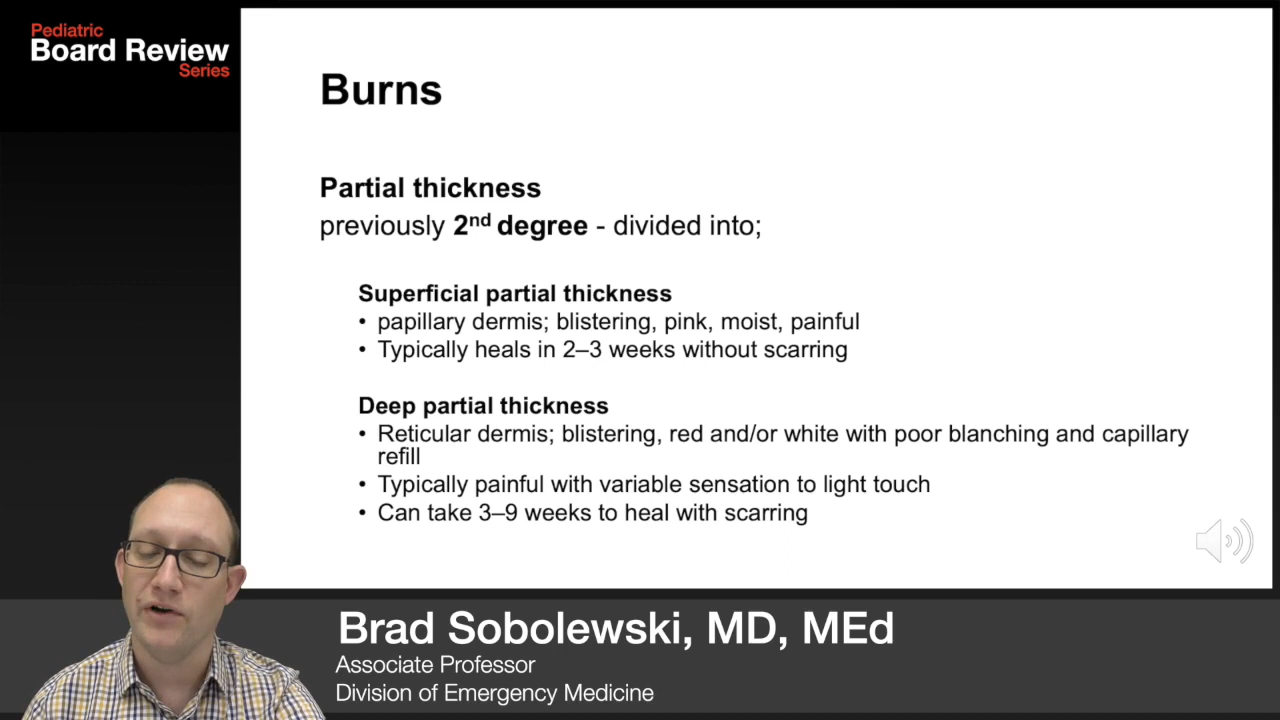 Pediatric
Board Review
Series
Burns
Partial thickness
previously 2nd degree - divided into;
Superficial partial thickness
• papillary dermis; blistering, pink, moist, painful
• Typically heals in 2–3 weeks without scarring
Deep partial thickness
• Reticular dermis; blistering, red and/or white with poor blanching and capillary
refill
• Typically painful with variable sensation to light touch
• Can take 3–9 weeks to heal with scarring
Brad Sobolewski, MD, MEd
Associate Professor
Division of Emergency Medicine